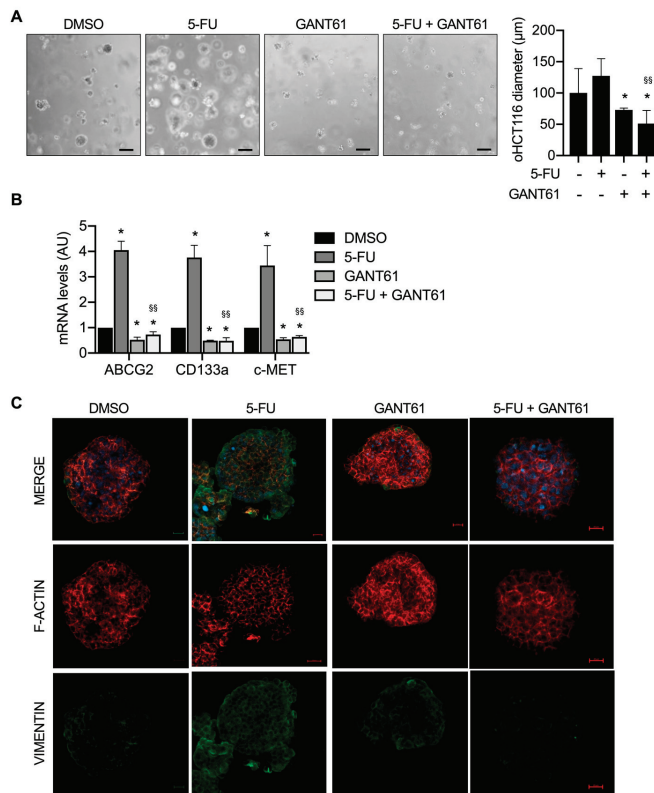 A
DMSO 5-FU GANT61 5-FU + GANT61
oHCT116 diameter (µm)
200
150
100
50
0
* §§ *
5-FU - + - +
GANT61 - - + +
B
mRNA levels (AU)
5
4
3
2
1
0
* * §§ *
* * §§ *
* * §§ *
ABCG2 CD133a c-MET
DMSO
5-FU
GANT61
5-FU + GANT61
C
DMSO 5-FU GANT61 5-FU + GANT61
MERGE
F-ACTIN
VIMENTIN